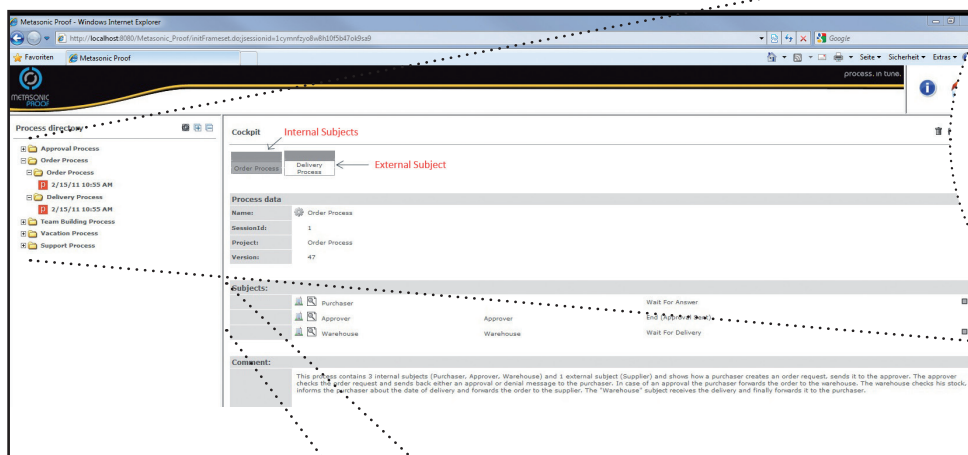 Metasonic Proof - Windows Internet Explorer
http://localhost:8080/Metasonic_Proof/initFrameset.do;jsessionid=1cymnfzyo8w8h10f5b47ok9sa9
Google
Favoriten Metasonic Proof
Seite Sicherheit Extras
METASONIC
PROOF
process. in tune.
Process directory
Approval Process
Order Process
Order Process
2/15/11 10:55 AM
Delivery Process
2/15/11 10:55 AM
Team Building Process
Vacation Process
Support Process
Cockpit
Internal Subjects
Order Process
Delivery
Process
External Subject
Process data
Name: Order Process
SessionId: 1
Project: Order Process
Version: 47
Subjects:
Purchaser Wait For Answer
Approver Approver End (Approval Sent)
Warehouse Warehouse Wait For Delivery
Comment:
This process contains 3 internal subjects (Purchaser, Approver, Warehouse) and 1 external subject (Supplier) and shows how a purchaser creates an order request, sends it to the approver. The approver
checks the order request and sends back either an approval or denial message to the purchaser. In case of an approval the purchaser forwards the order to the warehouse. The warehouse checks his stock,
informs the purchaser about the date of delivery and forwards the order to the supplier. The "Warehouse" subject receives the delivery and finally forwards it to the purchaser.